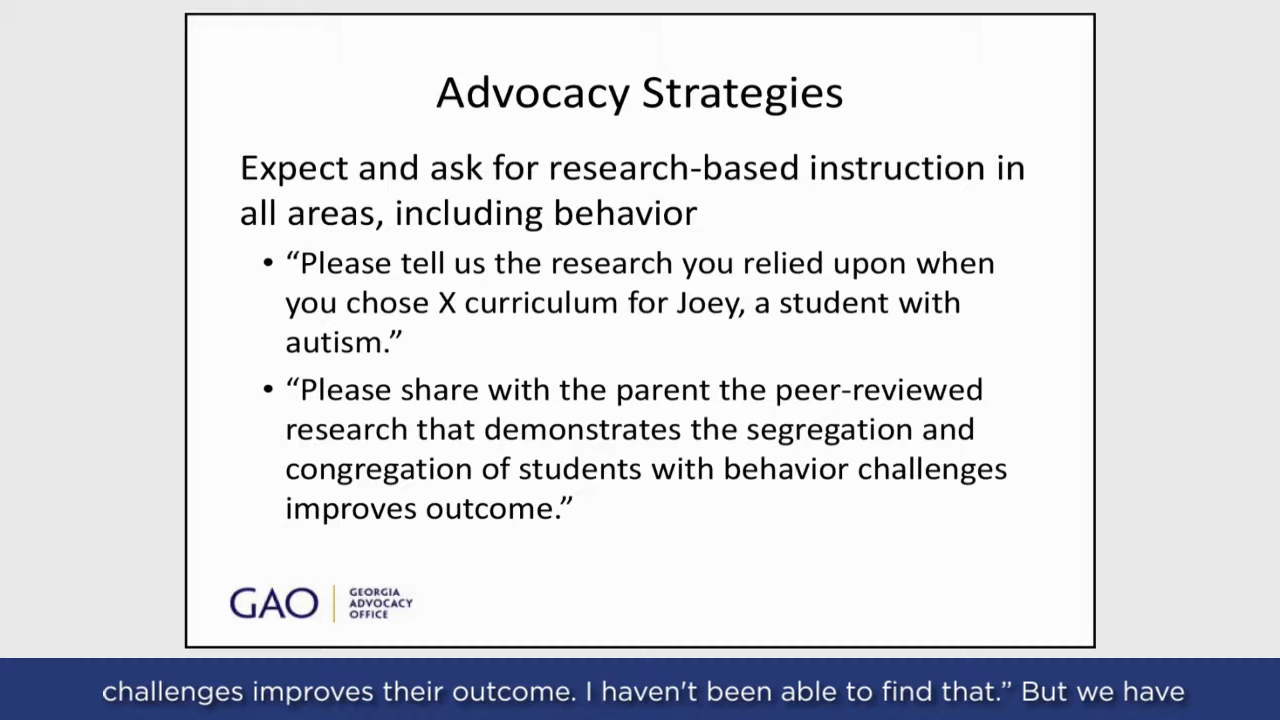 Advocacy Strategies
Expect and ask for research-based instruction in
all areas, including behavior
• “Please tell us the research you relied upon when
you chose X curriculum for Joey, a student with
autism.”
• “Please share with the parent the peer-reviewed
research that demonstrates the segregation and
congregation of students with behavior challenges
improves outcome.”
GAO
GEORGIA
ADVOCACY
OFFICE
challenges improves their outcome. I haven't been able to find that.” But we have